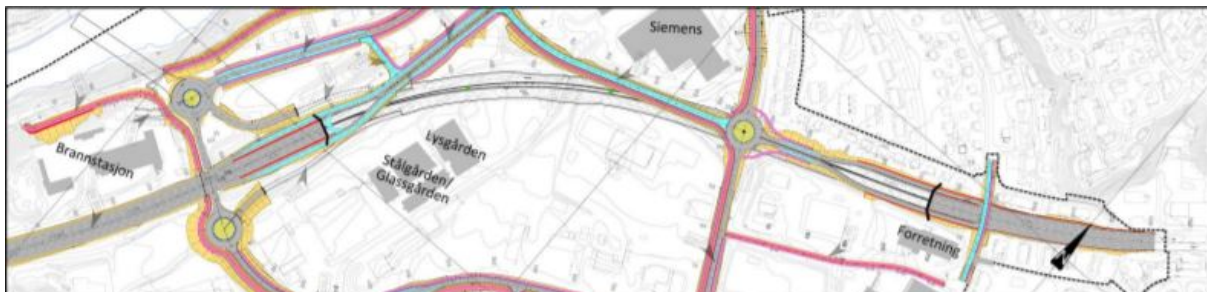 Siemens
Brannstasjon
Lysgården
Stålgården/
Glassgården
Forretning